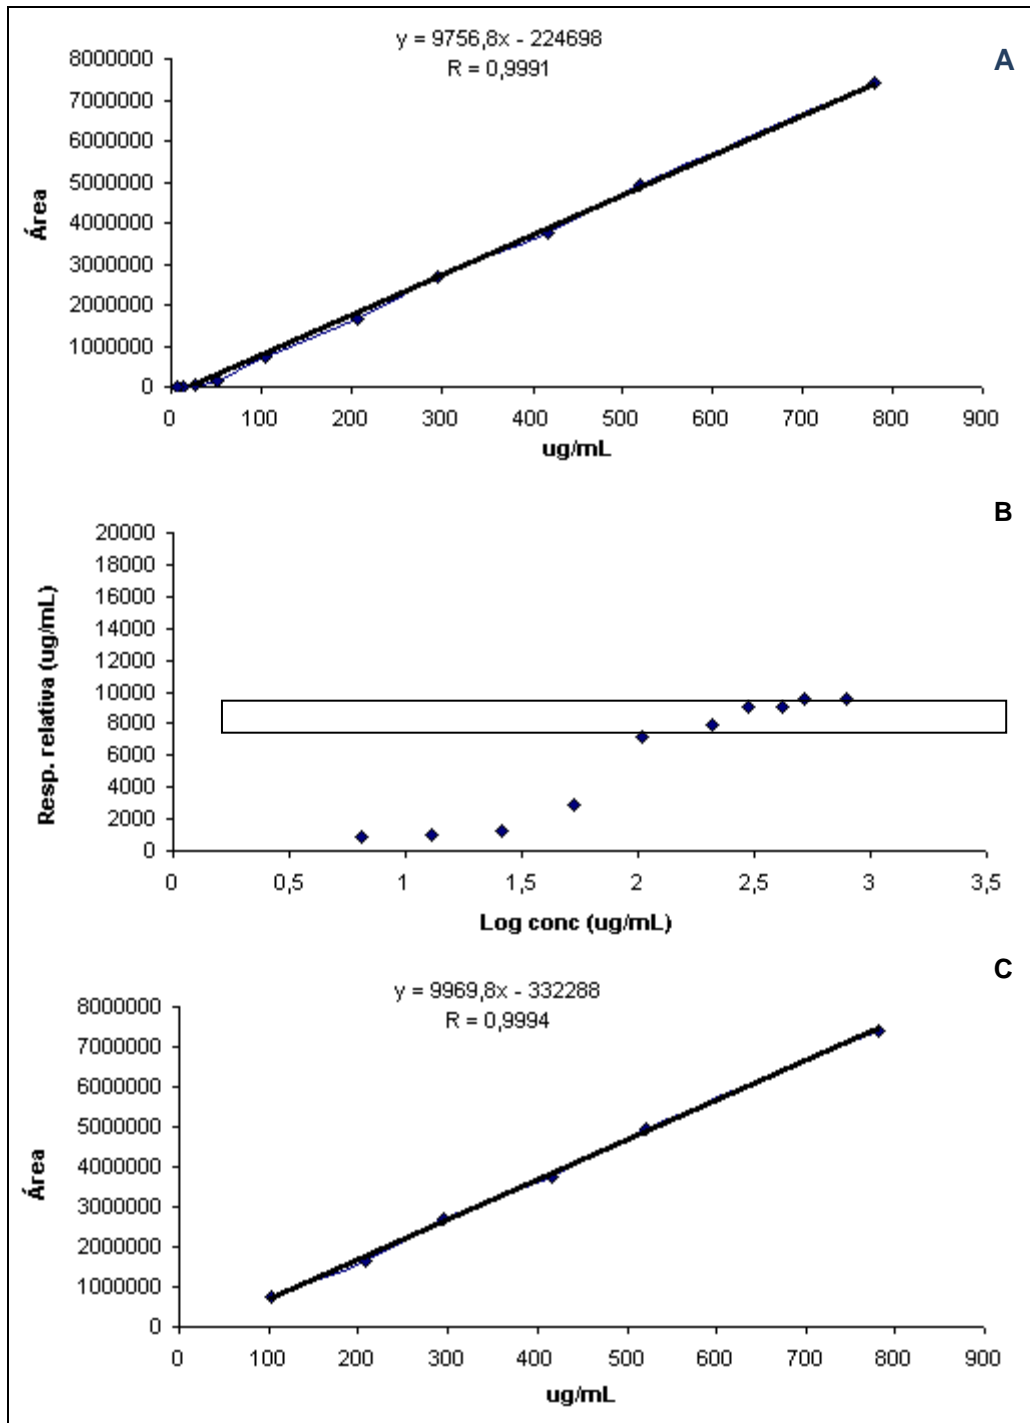 y = 9756,8x - 224698
R = 0,9991
A
8000000
7000000
6000000
5000000
4000000
3000000
2000000
1000000
0
Área
0 100 200 300 400 500 600 700 800 900
ug/mL
B
20000
18000
16000
14000
12000
10000
8000
6000
4000
2000
0
Resp. relativa (ug/mL)
0 0,5 1 1,5 2 2,5 3 3,5
Log conc (ug/mL)
C
y = 9969,8x - 332288
R = 0,9994
8000000
7000000
6000000
5000000
4000000
3000000
2000000
1000000
0
Área
0 100 200 300 400 500 600 700 800 900
ug/mL